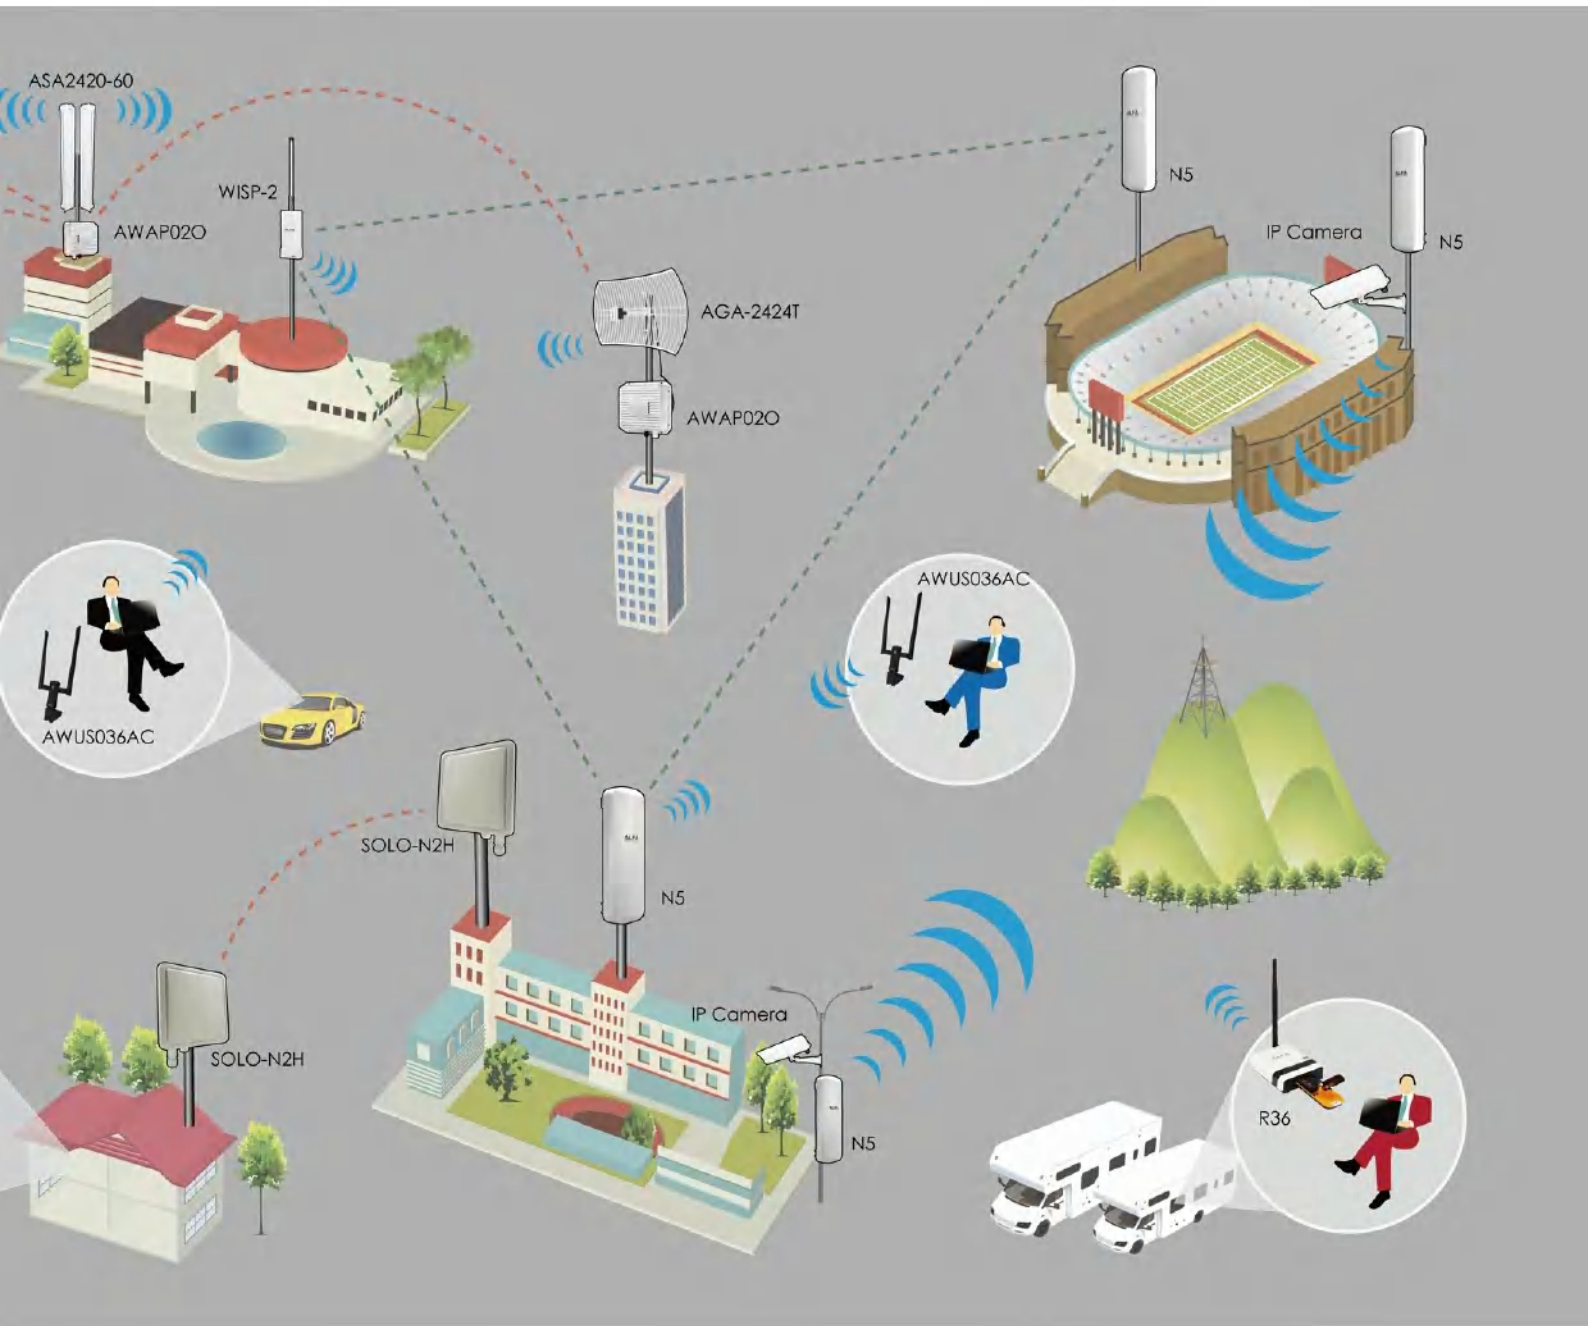 ASA2420-60
WISP-2
AWAP02O
N5
IP Camera
N5
AGA-2424T
AWAP02O
AWUS036AC
AWUS036AC
SOLO-N2H
N5
IP Camera
SOLO-N2H
N5
R36